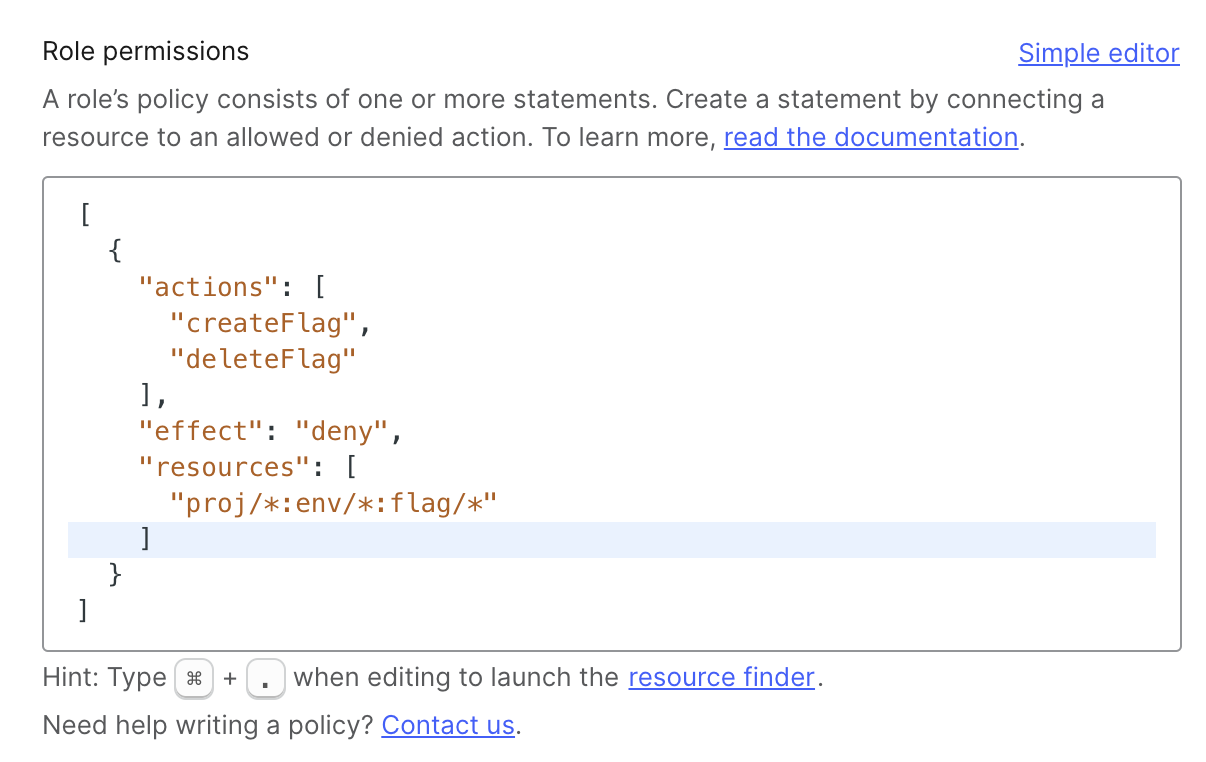 Role permissions
Simple editor
A role’s policy consists of one or more statements. Create a statement by connecting a
resource to an allowed or denied action. To learn more, read the documentation.
[
  {
    "actions": [
      "createFlag",
      "deleteFlag"
    ],
    "effect": "deny",
    "resources": [
      "proj/*:env/*:flag/*"
    ]
  }
]
Hint: Type ⌘ + . when editing to launch the resource finder.
Need help writing a policy? Contact us.